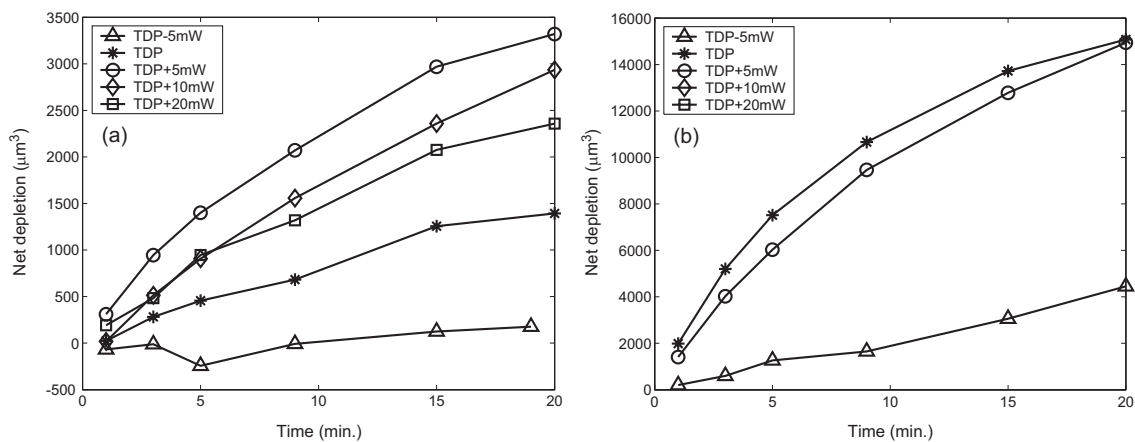 3500
3000
2500
2000
1500
1000
500
0
-500
Net depletion (μm³)
TDP-5mW
TDP
TDP+5mW
TDP+10mW
TDP+20mW
(a)
0 5 10 15 20
Time (min.)
16000
14000
12000
10000
8000
6000
4000
2000
0
Net depletion (μm³)
TDP-5mW
TDP
TDP+5mW
TDP+10mW
TDP+20mW
(b)
0 5 10 15 20
Time (min.)